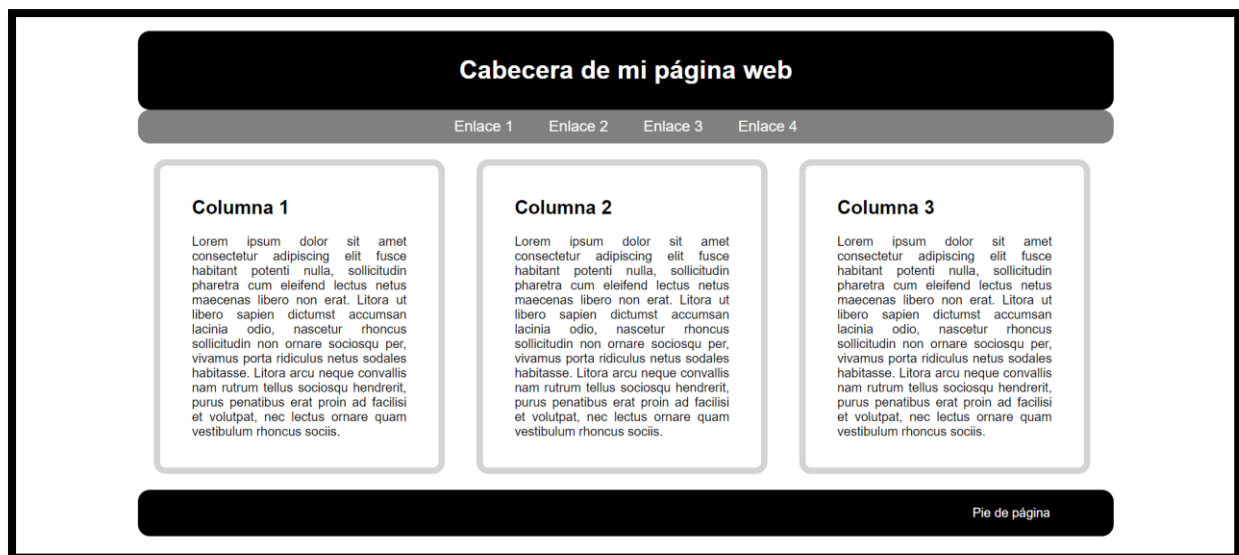 Cabecera de mi página web
Enlace 1 Enlace 2 Enlace 3 Enlace 4
Columna 1
Lorem ipsum dolor sit amet
consectetur adipiscing elit fusce
habitant potenti nulla, sollicitudin
pharetra cum eleifend lectus netus
maecenas libero non erat. Litora ut
libero sapien dictumst accumsan
lacinia odio, nascetur rhoncus
sollicitudin non ornare sociosqu per,
vivamus porta ridiculus netus sodales
habitasse. Litora arcu neque convallis
nam rutrum tellus sociosqu hendrerit,
purus penatibus erat proin ad facilisi
et volutpat, nec lectus ornare quam
vestibulum rhoncus sociis.
Columna 2
Lorem ipsum dolor sit amet
consectetur adipiscing elit fusce
habitant potenti nulla, sollicitudin
pharetra cum eleifend lectus netus
maecenas libero non erat. Litora ut
libero sapien dictumst accumsan
lacinia odio, nascetur rhoncus
sollicitudin non ornare sociosqu per,
vivamus porta ridiculus netus sodales
habitasse. Litora arcu neque convallis
nam rutrum tellus sociosqu hendrerit,
purus penatibus erat proin ad facilisi
et volutpat, nec lectus ornare quam
vestibulum rhoncus sociis.
Columna 3
Lorem ipsum dolor sit amet
consectetur adipiscing elit fusce
habitant potenti nulla, sollicitudin
pharetra cum eleifend lectus netus
maecenas libero non erat. Litora ut
libero sapien dictumst accumsan
lacinia odio, nascetur rhoncus
sollicitudin non ornare sociosqu per,
vivamus porta ridiculus netus sodales
habitasse. Litora arcu neque convallis
nam rutrum tellus sociosqu hendrerit,
purus penatibus erat proin ad facilisi
et volutpat, nec lectus ornare quam
vestibulum rhoncus sociis.
Pie de página